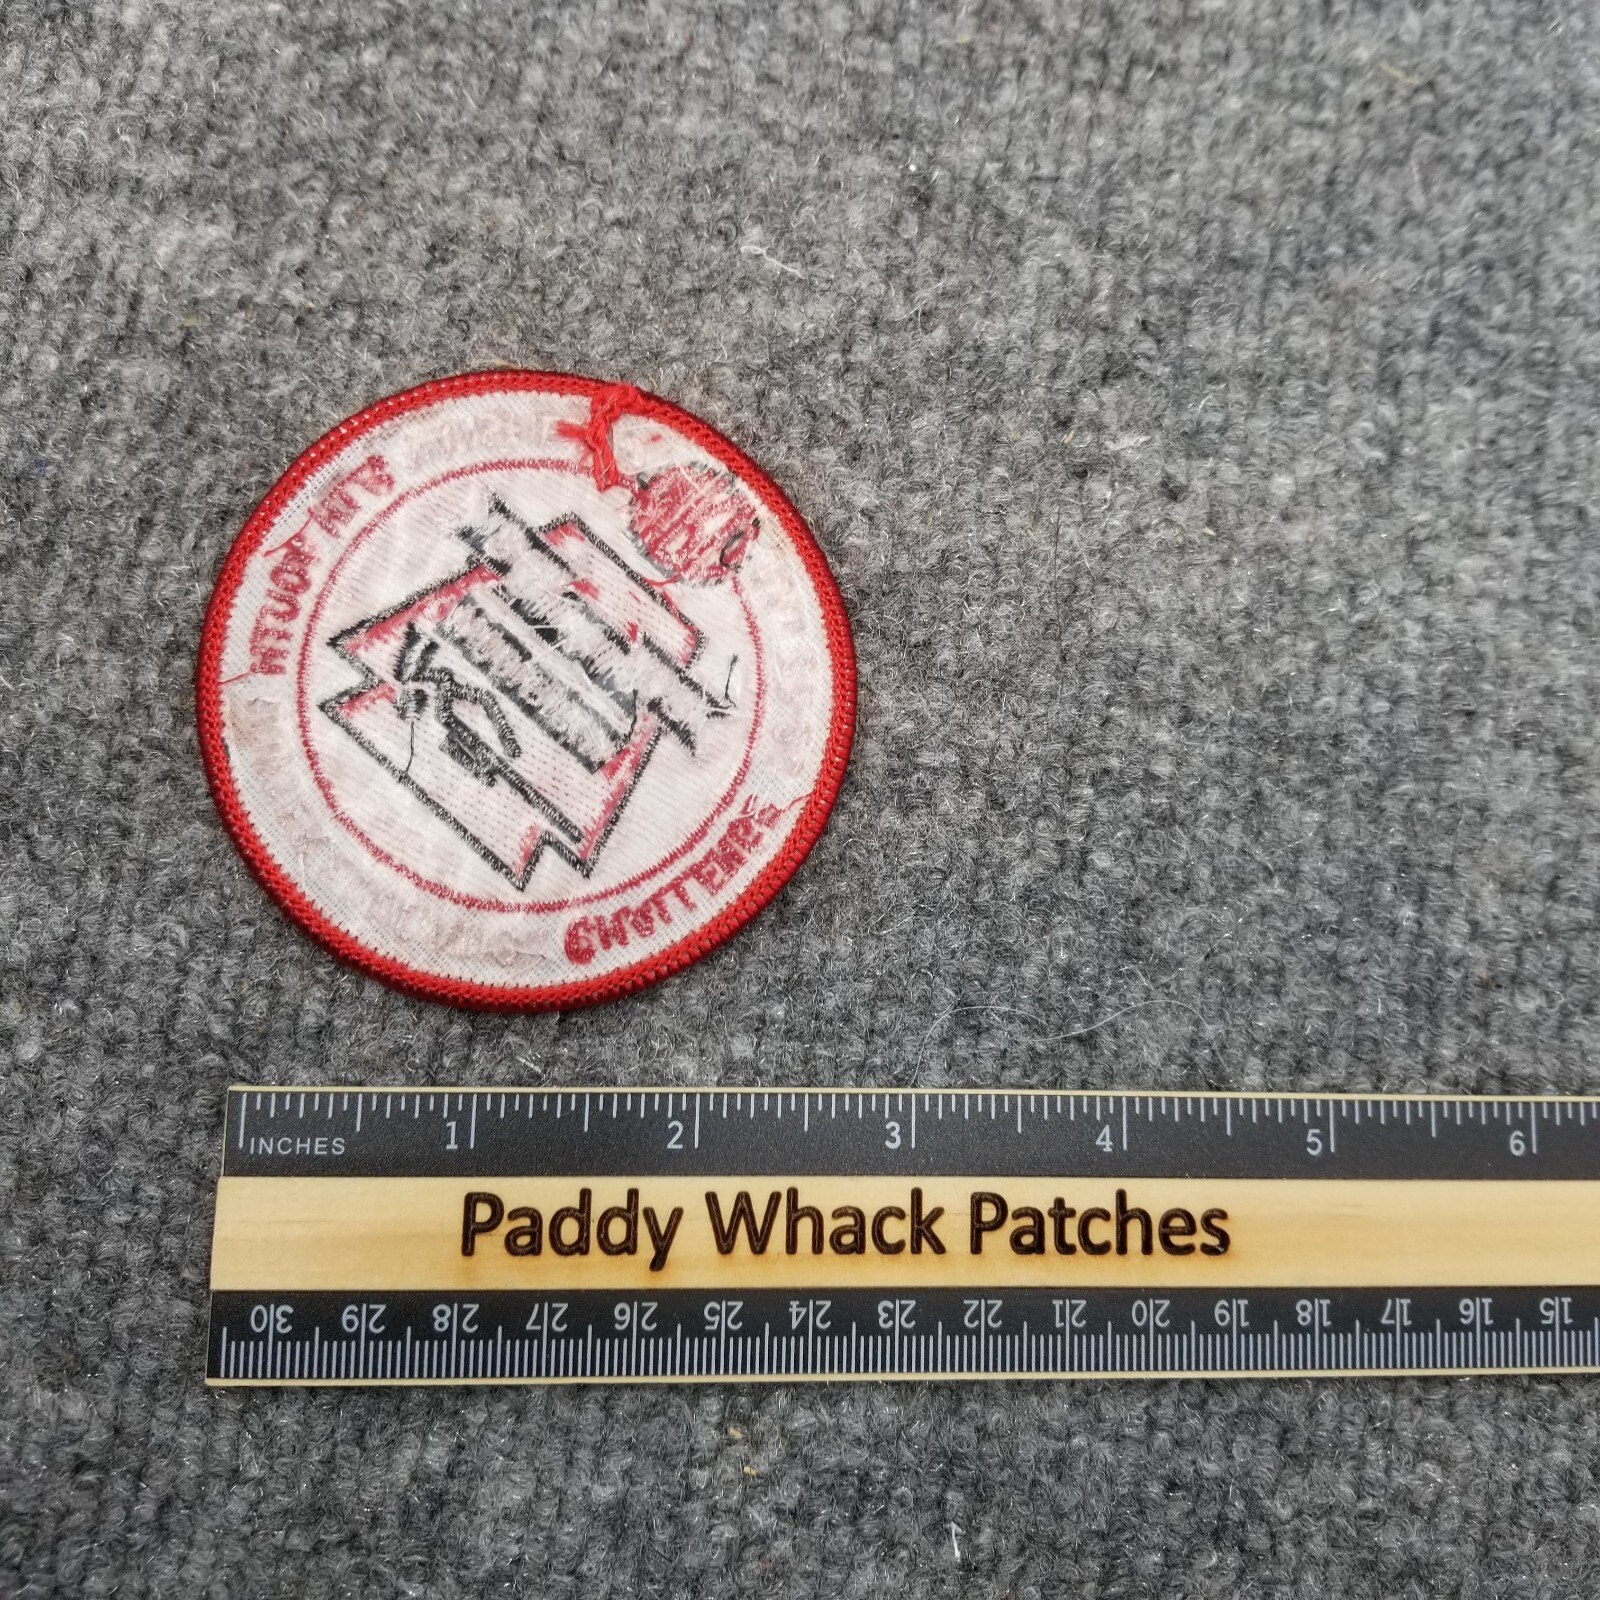 INCHES 1 2 3 4 5 6
Paddy Whack Patches
30 29 28 27 26 25 24 23 22 21 20 19 18 17 16 15